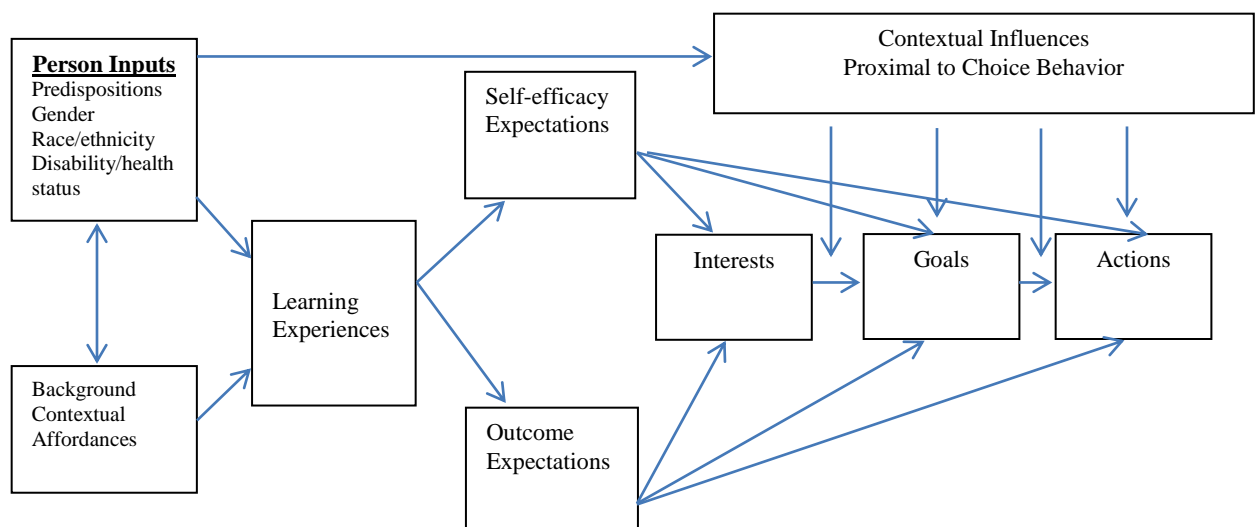 Person Inputs
Predispositions
Gender
Race/ethnicity
Disability/health
status
Contextual Influences
Proximal to Choice Behavior
Self-efficacy
Expectations
Learning
Experiences
Interests
Goals
Actions
Background
Contextual
Affordances
Outcome
Expectations